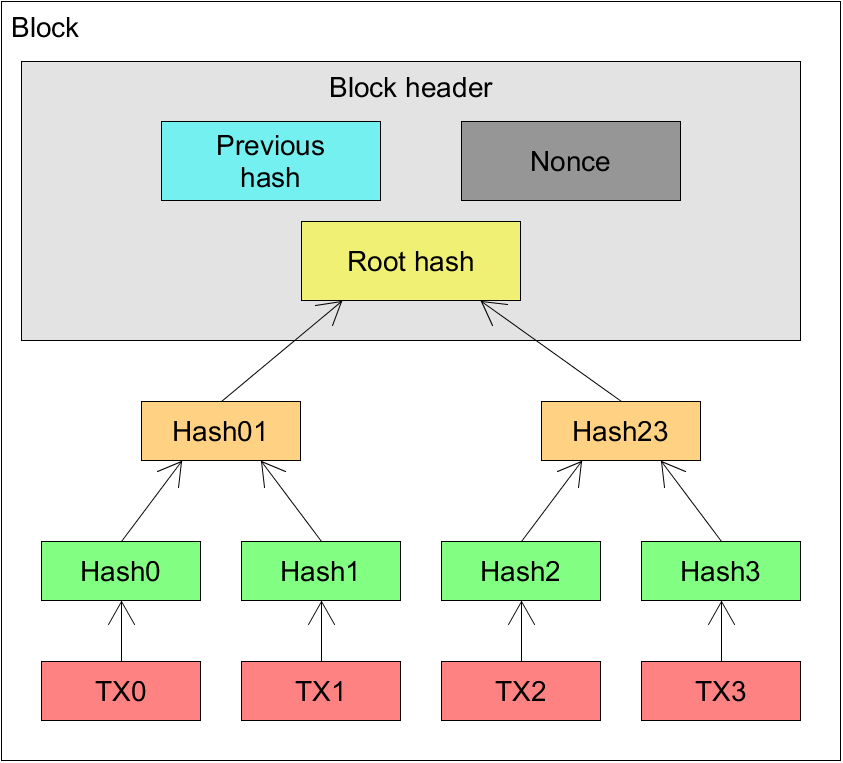 Block
Block header
Previous
hash
Nonce
Root hash
Hash01
Hash23
Hash0
Hash1
Hash2
Hash3
TX0
TX1
TX2
TX3